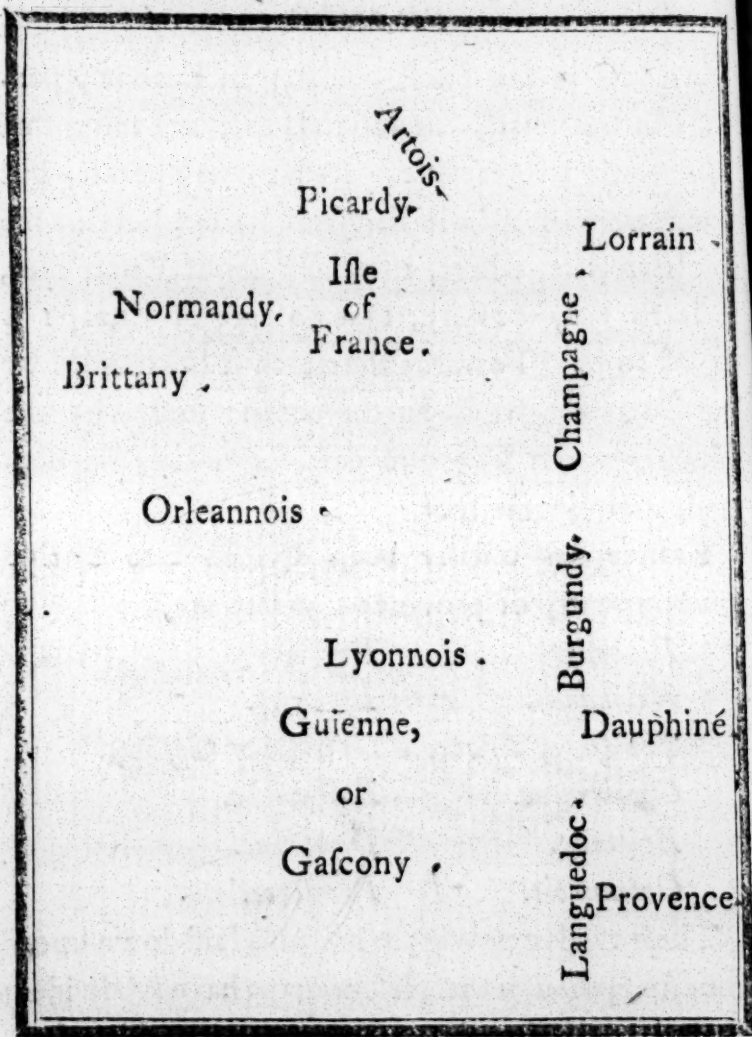 Artois.
Picardy.
Lorrain.
Iſle
of
France.
Normandy.
Champagne.
Brittany.
Orleannois.
Burgundy.
Lyonnois.
Guienne,
or
Gaſcony.
Dauphiné.
Languedoc.
Provence.